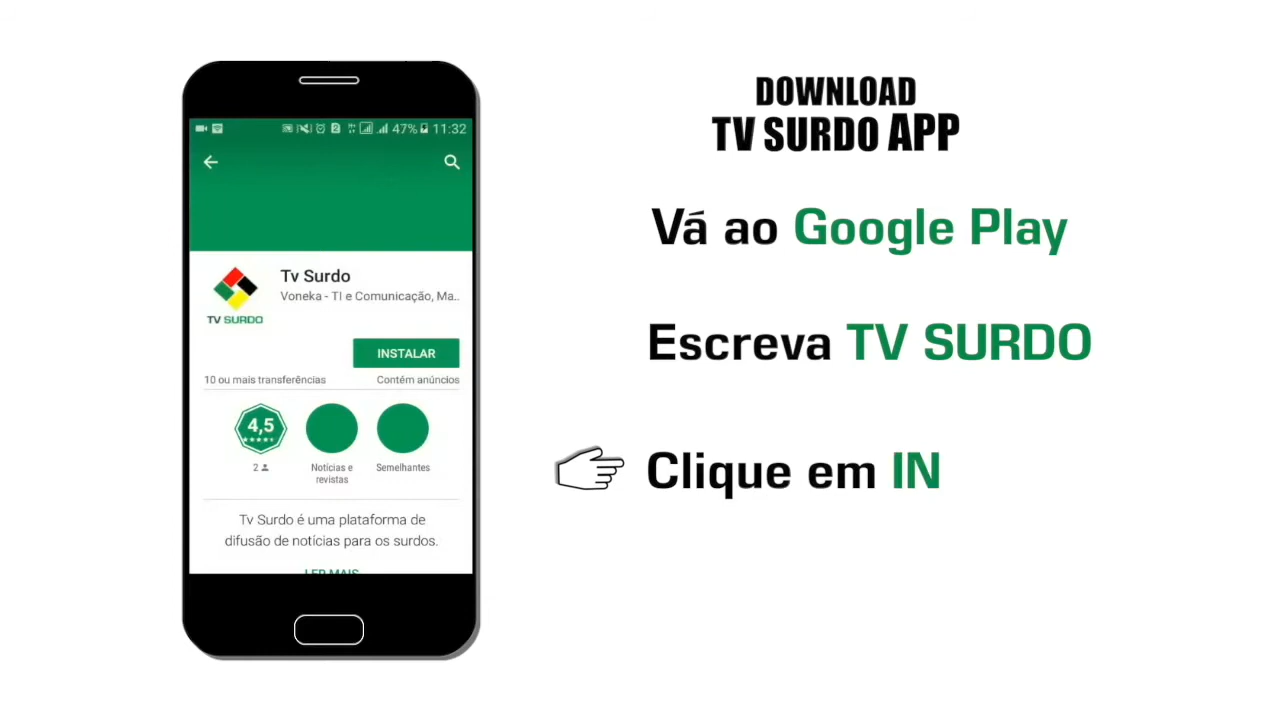 DOWNLOAD
TV SURDO APP
Vá ao Google Play
Escreva TV SURDO
Clique em IN
47% 11:32
Tv Surdo
Voneka - TI e Comunicação, Ma..
TV SURDO
INSTALAR
10 ou mais transferências
Contém anúncios
4,5
2
Notícias e
revistas
Semelhantes
Tv Surdo é uma plataforma de
difusão de notícias para os surdos.
LER MAIS